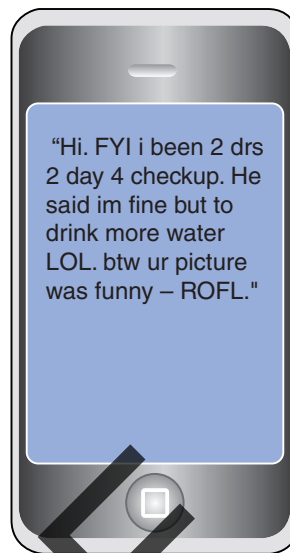 “Hi. FYI i been 2 drs
2 day 4 checkup. He
said im fine but to
drink more water
LOL. btw ur picture
was funny – ROFL."